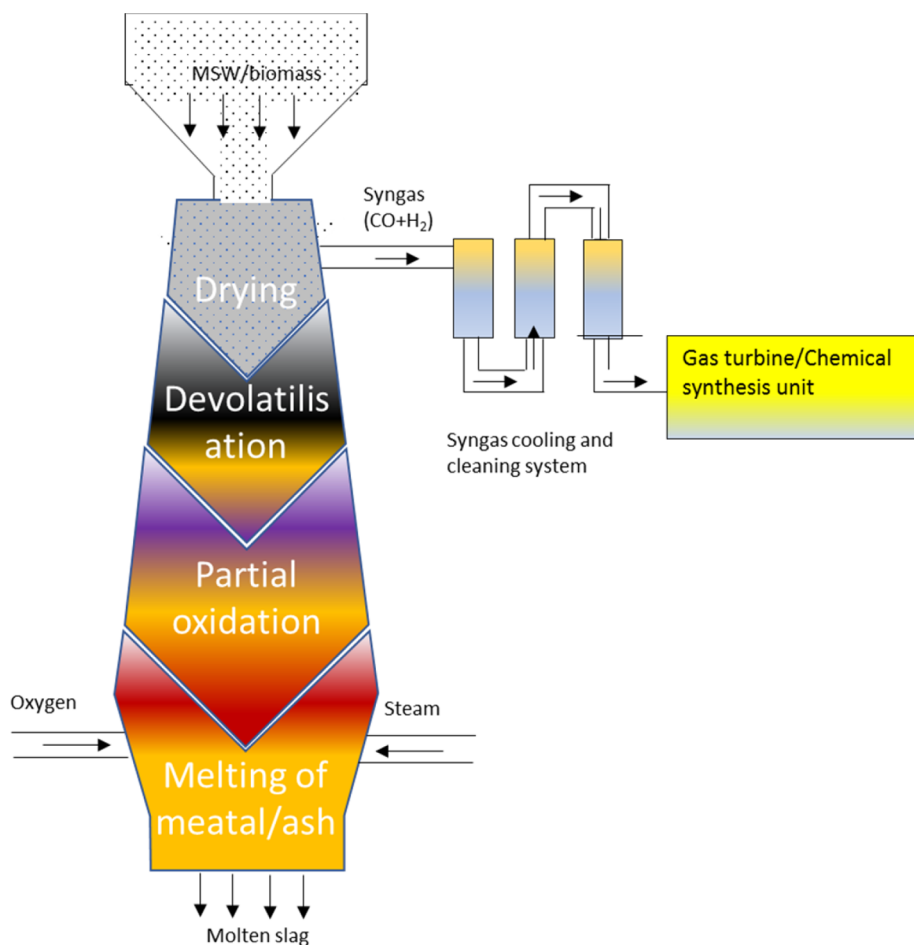 MSW/biomass
Syngas
(CO+H₂)
Drying
Gas turbine/Chemical
synthesis unit
Devolatilis
ation
Syngas cooling and
cleaning system
Partial
oxidation
Oxygen
Steam
Melting of
meatal/ash
Molten slag